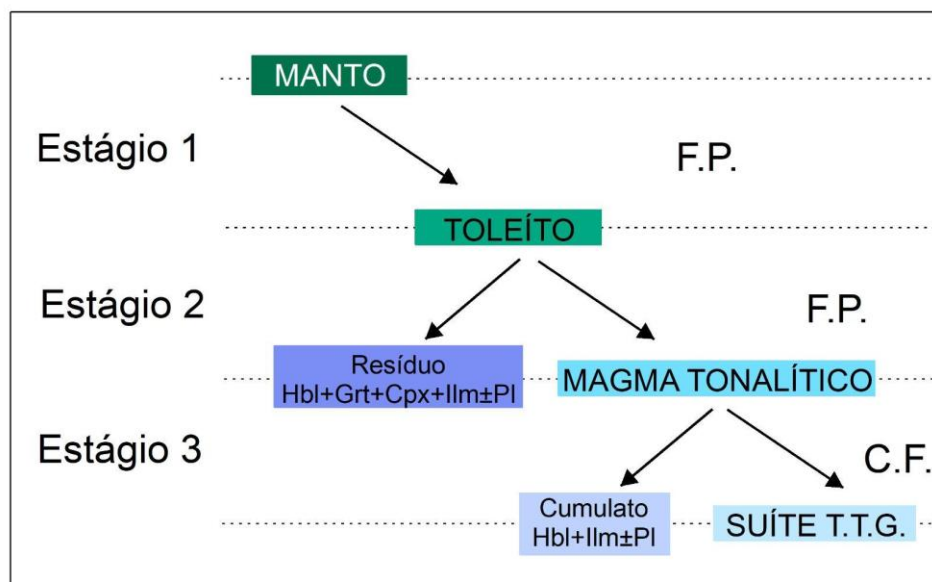 MANTO
Estágio 1
F.P.
TOLEÍTO
Estágio 2
F.P.
Resíduo
Hbl+Grt+Cpx+Ilm±Pl
MAGMA TONALÍTICO
Estágio 3
C.F.
Cumulato
Hbl+Ilm±Pl
SUÍTE T.T.G.